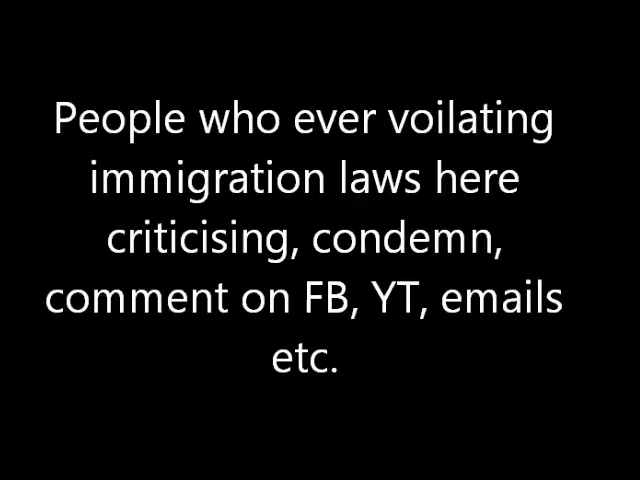 People who ever voilating
immigration laws here
criticising, condemn,
comment on FB, YT, emails
etc.